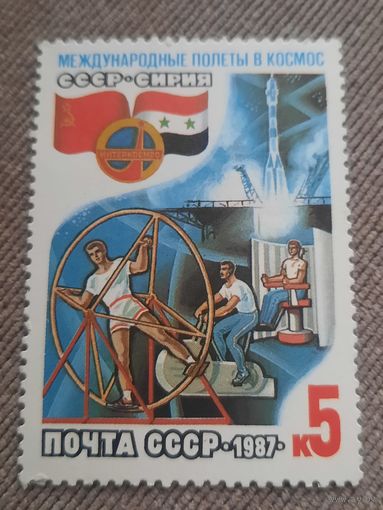 МЕЖДУНАРОДНЫЕ ПОЛЕТЫ В КОСМОС
СССР·СИРИЯ
ИНТЕРКОСМОС
ПОЧТА СССР·1987·
К5